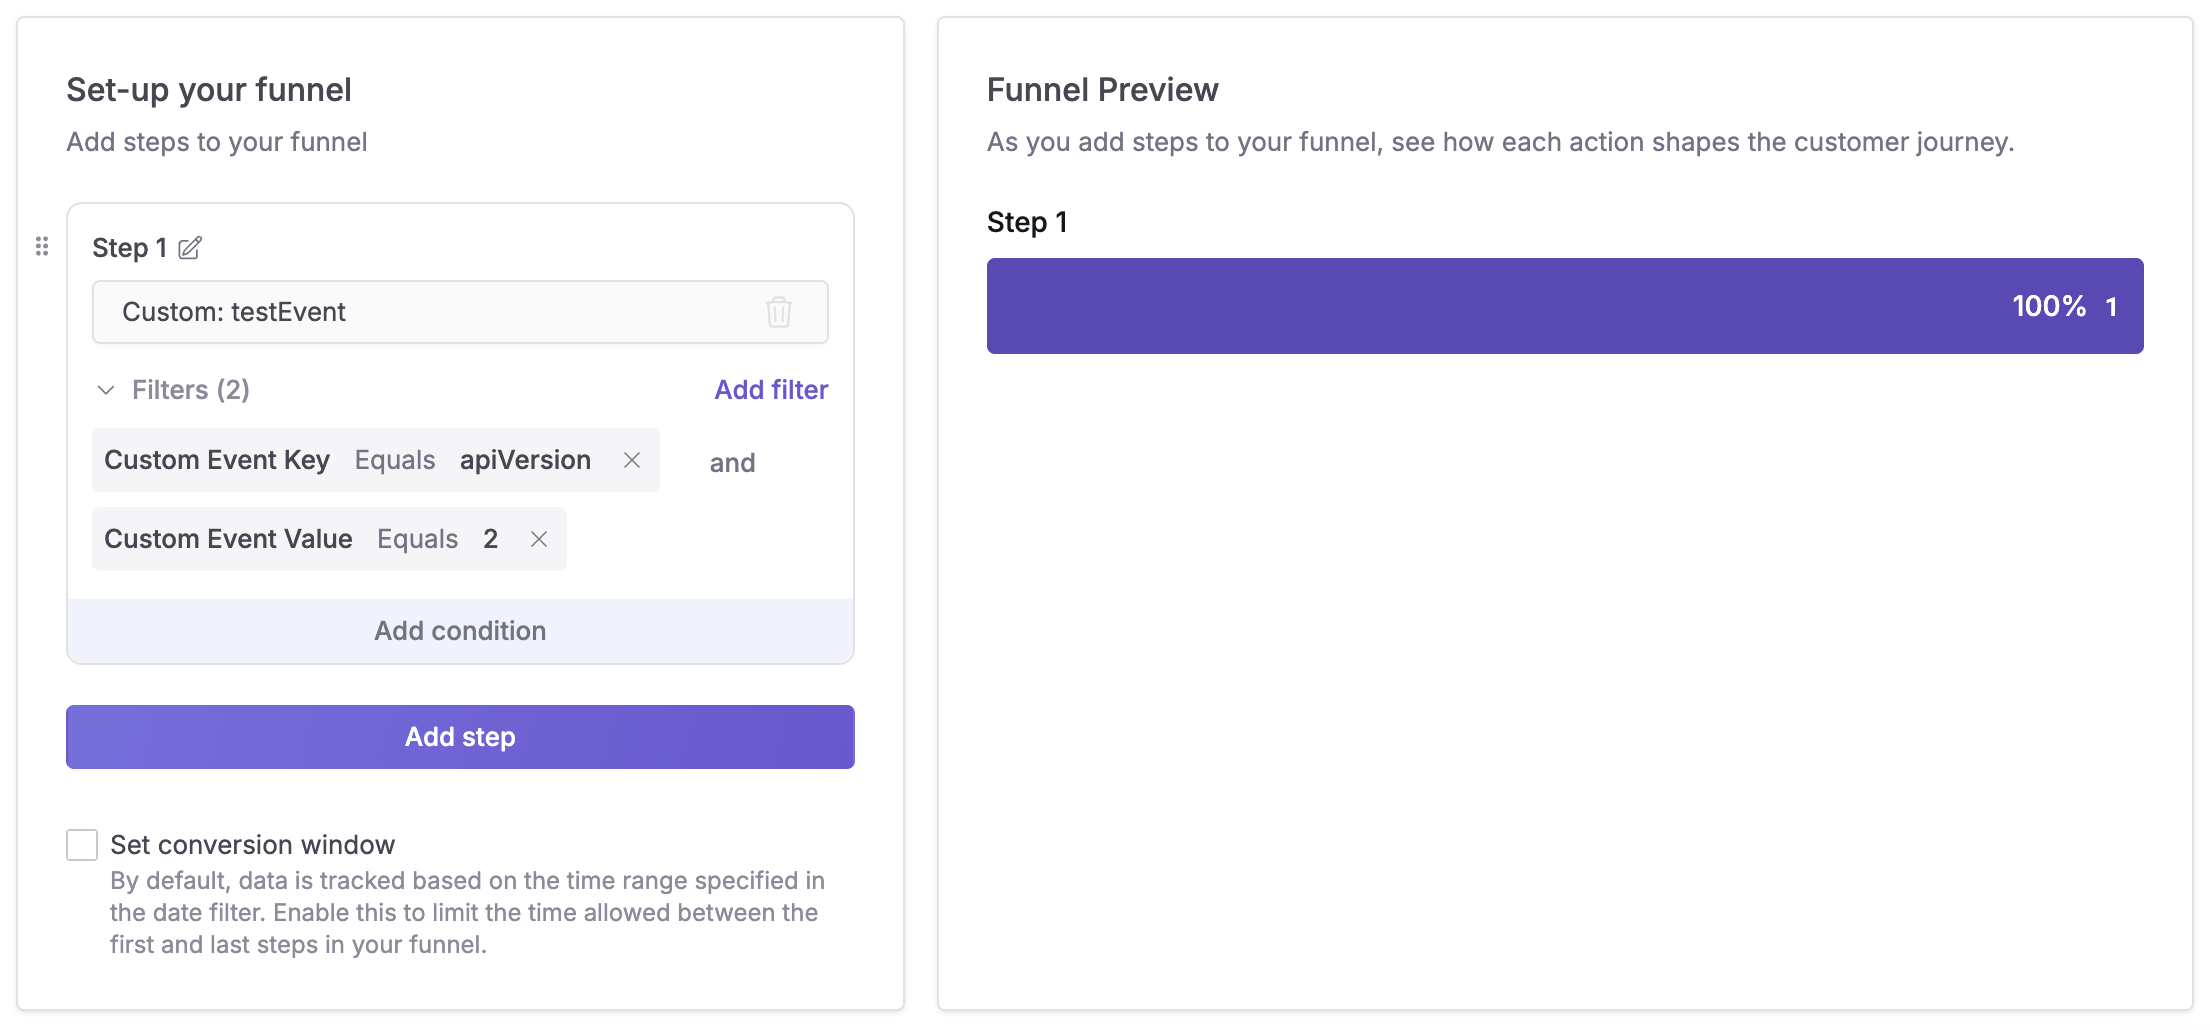 Set-up your funnel
Add steps to your funnel
Step 1
Custom: testEvent
Filters (2) Add filter
Custom Event Key Equals apiVersion and
Custom Event Value Equals 2
Add condition
Add step
Set conversion window
By default, data is tracked based on the time range specified in
the date filter. Enable this to limit the time allowed between the
first and last steps in your funnel.
Funnel Preview
As you add steps to your funnel, see how each action shapes the customer journey.
Step 1
100% 1